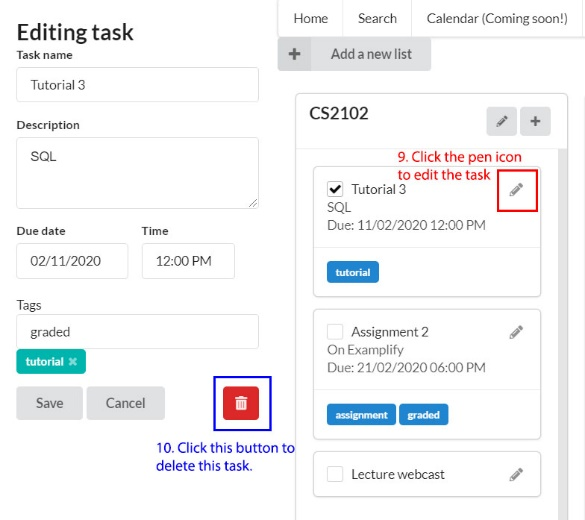 Editing task
Task name
Tutorial 3
Description
SQL
Due date Time
02/11/2020 12:00 PM
Tags
graded
tutorial ×
Save Cancel
10. Click this button to
delete this task.
Home Search Calendar (Coming soon!)
+ Add a new list
CS2102
9. Click the pen icon
to edit the task
Tutorial 3
SQL
Due: 11/02/2020 12:00 PM
tutorial
Assignment 2
On Examplify
Due: 21/02/2020 06:00 PM
assignment graded
Lecture webcast